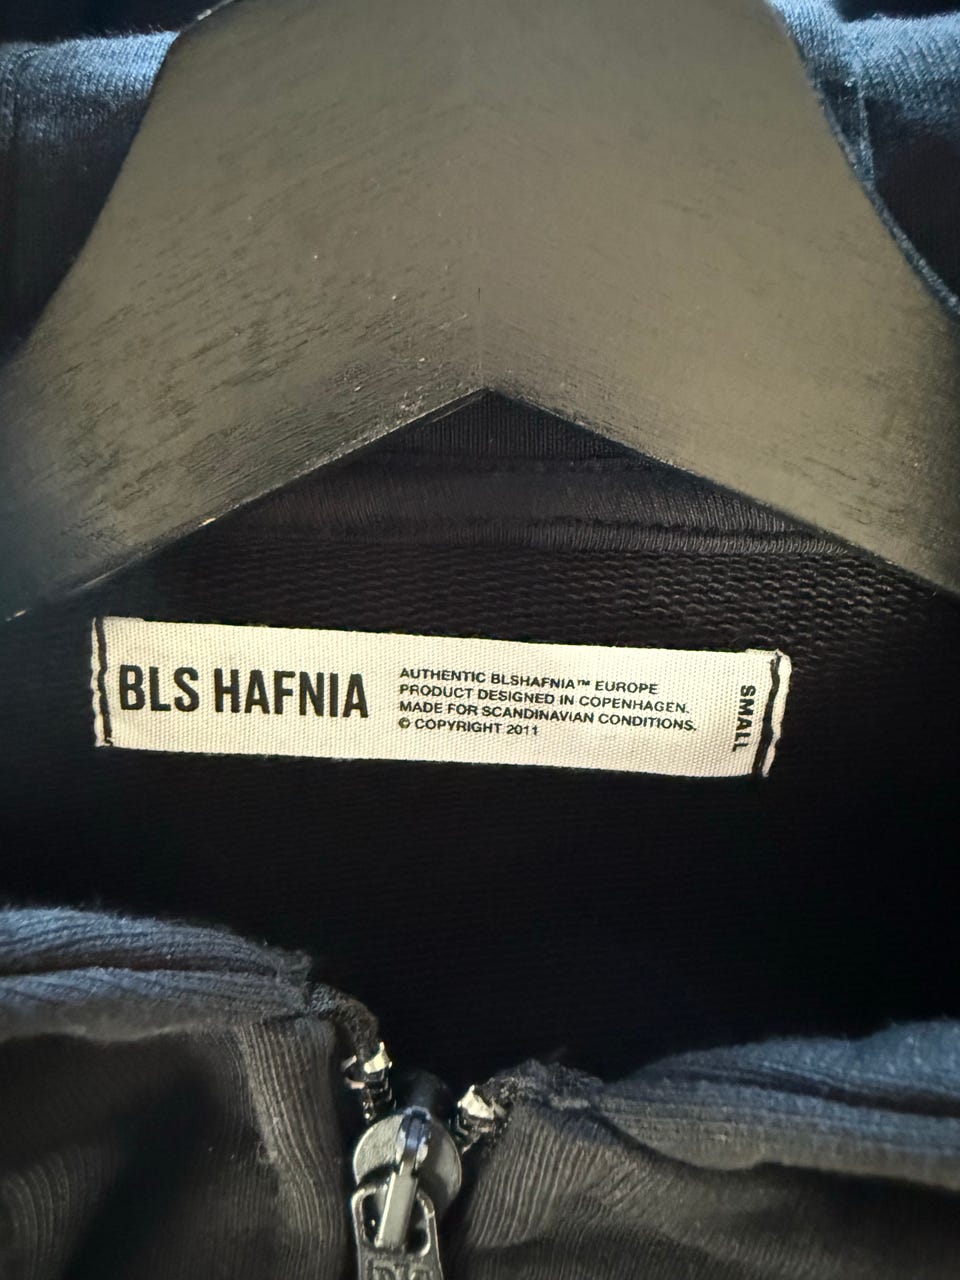 BLS HAFNIA
AUTHENTIC BLSHAFNIA™ EUROPE
PRODUCT DESIGNED IN COPENHAGEN.
MADE FOR SCANDINAVIAN CONDITIONS.
© COPYRIGHT 2011
SMALL